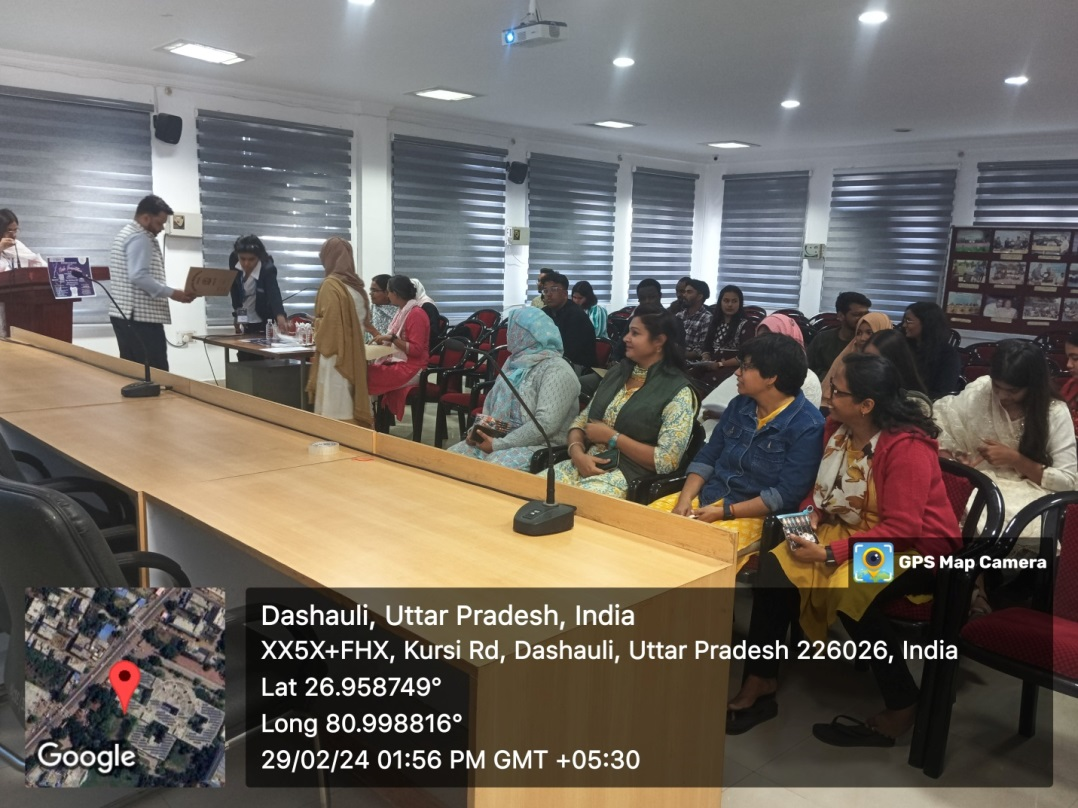 GPS Map Camera
Dashauli, Uttar Pradesh, India
XX5X+FHX, Kursi Rd, Dashauli, Uttar Pradesh 226026, India
Lat 26.958749°
Long 80.998816°
29/02/24 01:56 PM GMT +05:30
Google